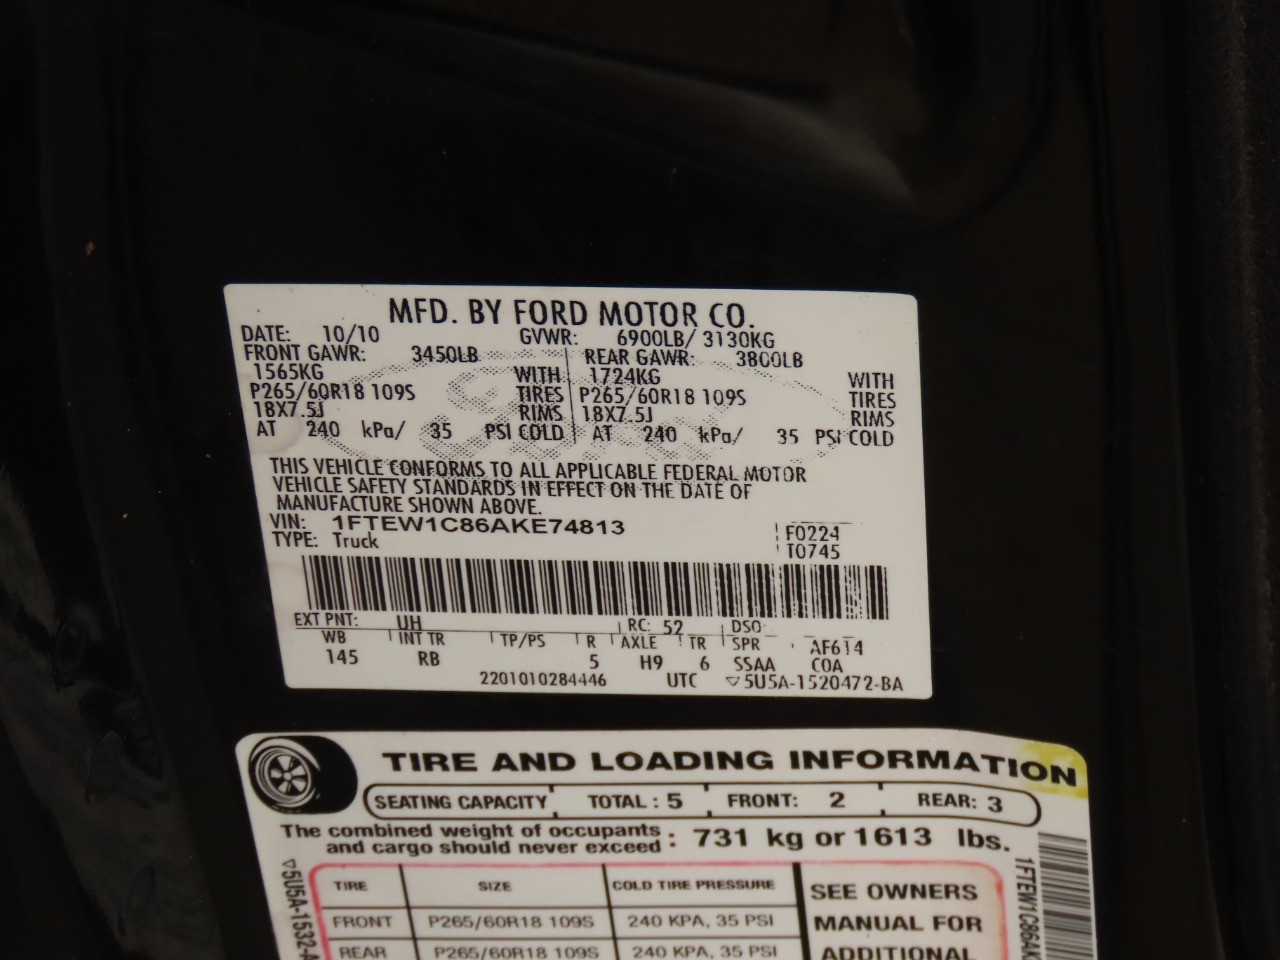 MFD. BY FORD MOTOR CO.
DATE: 10/10 GVWR: 6900LB/ 3130KG
FRONT GAWR: 3450LB REAR GAWR: 3800LB
1565KG WITH 1724KG WITH
P265/60R18 109S TIRES P265/60R18 109S TIRES
18X7.5J RIMS 18X7.5J RIMS
AT 240 kPa/ 35 PSI COLD AT 240 kPa/ 35 PSI COLD
THIS VEHICLE CONFORMS TO ALL APPLICABLE FEDERAL MOTOR
VEHICLE SAFETY STANDARDS IN EFFECT ON THE DATE OF
MANUFACTURE SHOWN ABOVE.
VIN: 1FTEW1C86AKE74813 F0224
TYPE: Truck T0745
EXT PNT: UH RC: 52 DSO:
WB INT TR TP/PS R AXLE TR SPR AF614
145 RB 5 H9 6 SSAA COA
2201010284446 UTC ▽5U5A-1520472-BA
TIRE AND LOADING INFORMATION
SEATING CAPACITY TOTAL: 5 FRONT: 2 REAR: 3
The combined weight of occupants
and cargo should never exceed : 731 kg or 1613 lbs.
TIRE SIZE COLD TIRE PRESSURE SEE OWNERS
FRONT P265/60R18 109S 240 KPA, 35 PSI MANUAL FOR
REAR P265/60R18 109S 240 KPA, 35 PSI ADDITIONAL
▽5U5A-1532-
1FTEW1C86AK